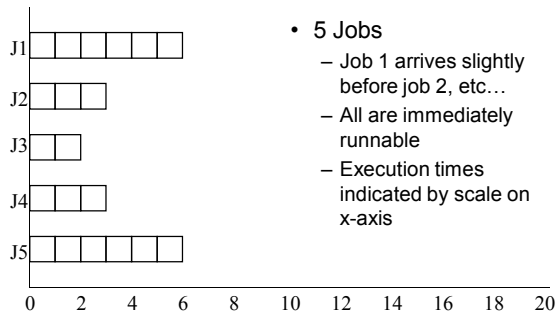 J1
J2
J3
J4
J5
0 2 4 6 8 10 12 14 16 18 20
• 5 Jobs
– Job 1 arrives slightly
before job 2, etc…
– All are immediately
runnable
– Execution times
indicated by scale on
x-axis